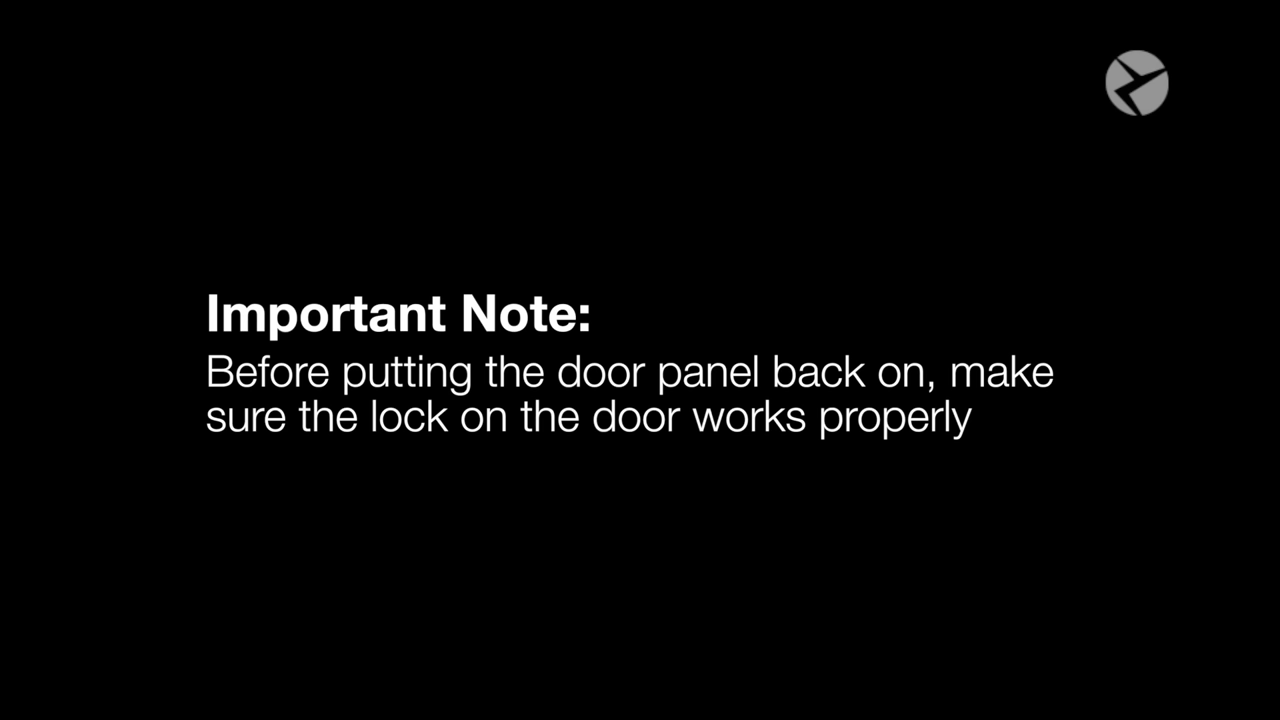 Important Note:
Before putting the door panel back on, make
sure the lock on the door works properly